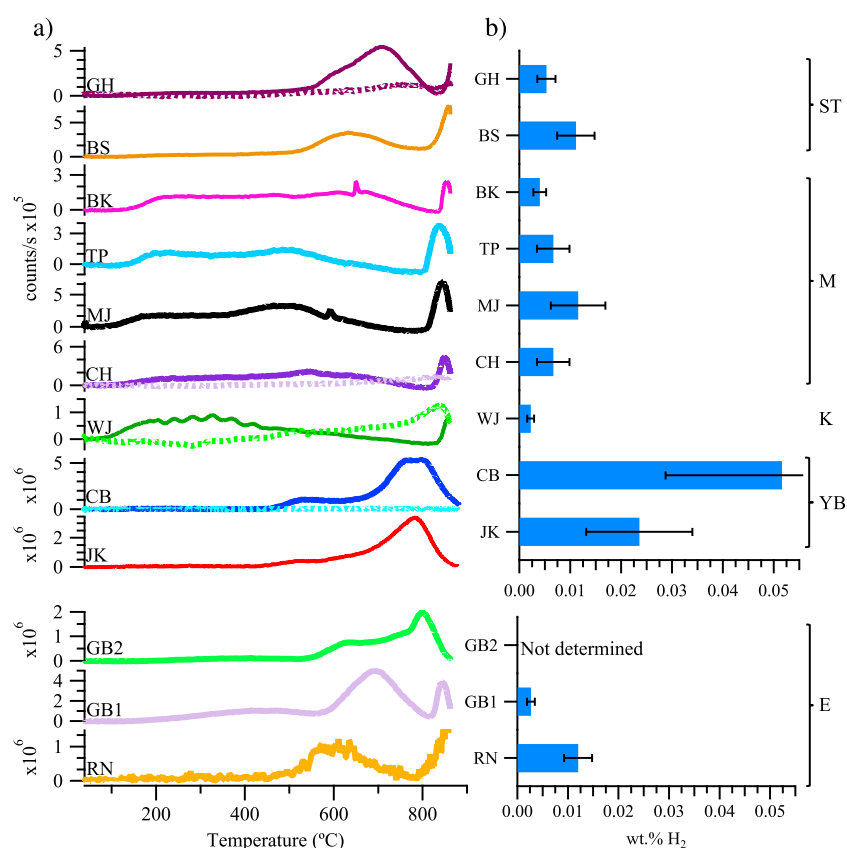 a)
b)
counts/s x10⁵
5
0
GH
5
0
BS
3
0
BK
3
0
TP
5
0
MJ
6
0
CH
1
0
WJ
x10⁶
5
0
CB
x10⁶
2
0
JK
x10⁶
2
1
0
GB2
4
2
0
GB1
x10⁶
1
0
RN
200
400
600
800
Temperature (ºC)
GH
BS
BK
TP
MJ
CH
WJ
CB
JK
ST
M
K
YB
0.00
0.01
0.02
0.03
0.04
0.05
GB2
Not determined
GB1
RN
E
0.00
0.01
0.02
0.03
0.04
0.05
wt.% H₂